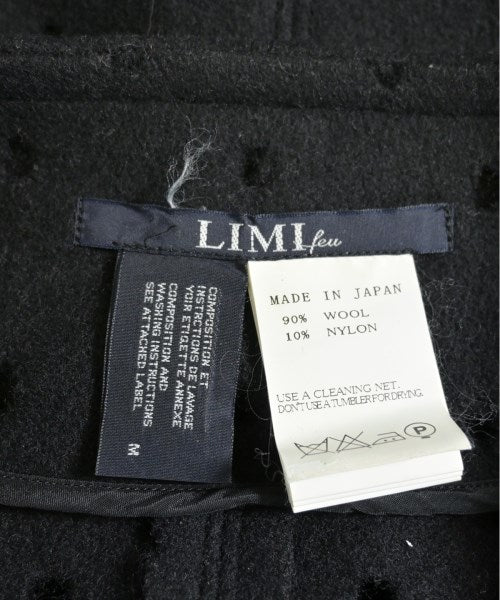 LIMI feu
COMPOSITION ET
INSTRUCTIONS DE LAVAGE
VOIR ETIQUETTE ANNEXE
COMPOSITION AND
WASHING INSTRUCTIONS
SEE ATTACHED LABEL
M
MADE IN JAPAN
90% WOOL
10% NYLON
USE A CLEANING NET.
DON'T USE A TUMBLER FOR DRYING.
P